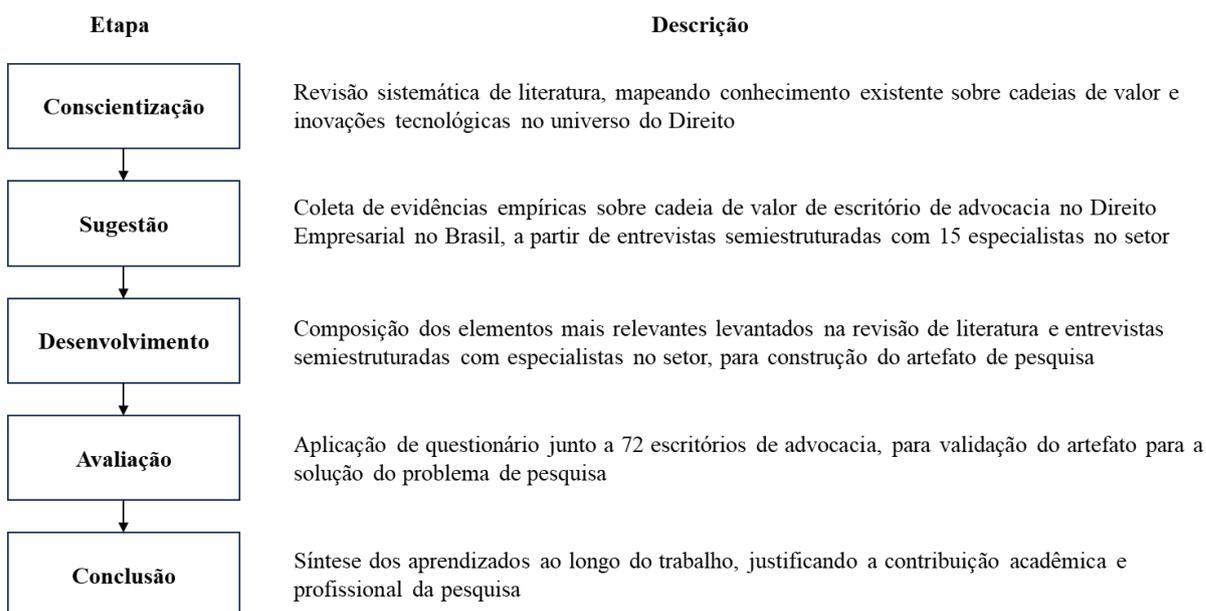 Etapa
Descrição
Conscientização
Revisão sistemática de literatura, mapeando conhecimento existente sobre cadeias de valor e
inovações tecnológicas no universo do Direito
Sugestão
Coleta de evidências empíricas sobre cadeia de valor de escritório de advocacia no Direito
Empresarial no Brasil, a partir de entrevistas semiestruturadas com 15 especialistas no setor
Desenvolvimento
Composição dos elementos mais relevantes levantados na revisão de literatura e entrevistas
semiestruturadas com especialistas no setor, para construção do artefato de pesquisa
Avaliação
Aplicação de questionário junto a 72 escritórios de advocacia, para validação do artefato para a
solução do problema de pesquisa
Conclusão
Síntese dos aprendizados ao longo do trabalho, justificando a contribuição acadêmica e
profissional da pesquisa